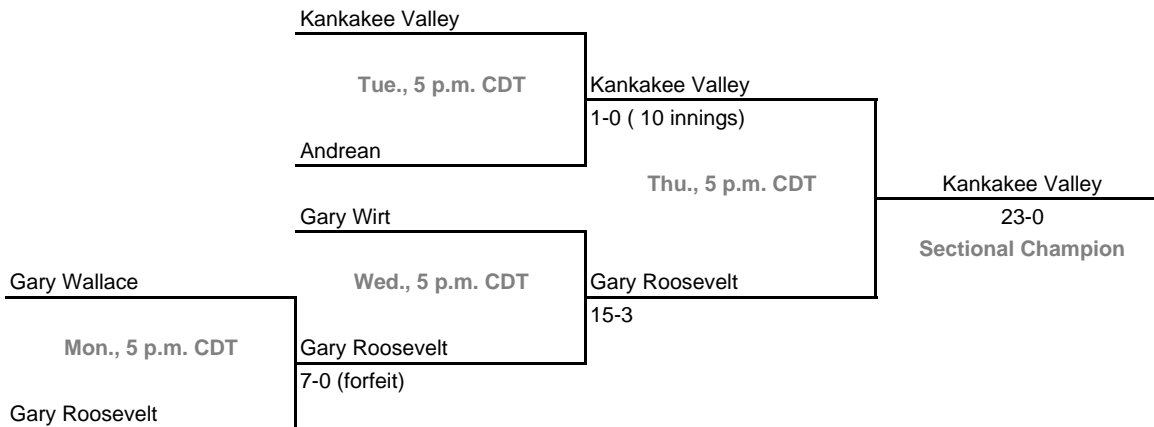 Kankakee Valley
Tue., 5 p.m. CDT
Kankakee Valley
1-0 ( 10 innings)
Andrean
Thu., 5 p.m. CDT
Kankakee Valley
23-0
Sectional Champion
Gary Wirt
Gary Wallace
Wed., 5 p.m. CDT
Gary Roosevelt
15-3
Mon., 5 p.m. CDT
Gary Roosevelt
7-0 (forfeit)
Gary Roosevelt